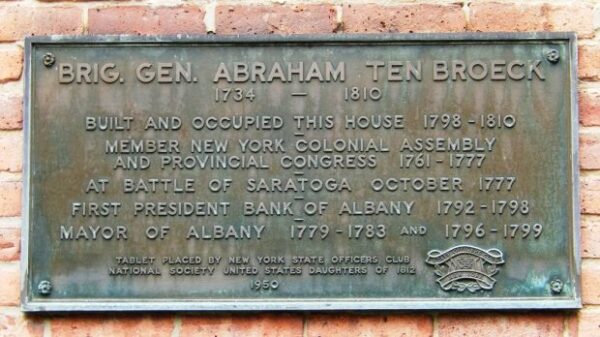 BRIG. GEN. ABRAHAM TEN BROECK
1734 — 1810
BUILT AND OCCUPIED THIS HOUSE 1798-1810
MEMBER NEW YORK COLONIAL ASSEMBLY
AND PROVINCIAL CONGRESS 1761-1777
AT BATTLE OF SARATOGA OCTOBER 1777
FIRST PRESIDENT BANK OF ALBANY 1792-1798
MAYOR OF ALBANY 1779-1783 AND 1796-1799
TABLET PLACED BY NEW YORK STATE OFFICERS CLUB
NATIONAL SOCIETY UNITED STATES DAUGHTERS OF 1812
1950